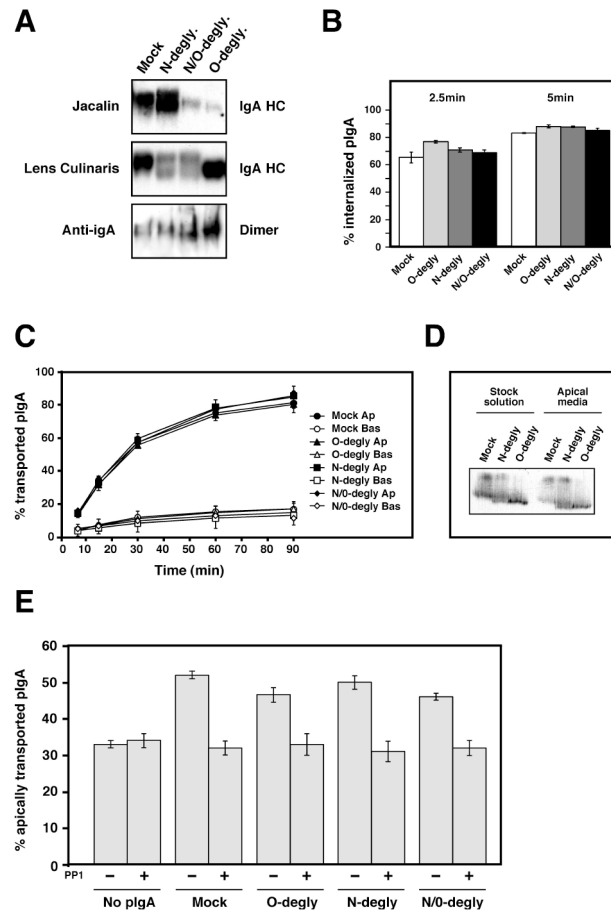 A
Mock
N-degly.
N/O-degly.
O-degly.
Jacalin
IgA HC
Lens Culinaris
IgA HC
Anti-igA
Dimer
B
% internalized pIgA
100
80
60
40
20
0
2.5min
5min
Mock
O-degly
N-degly
N/O-degly
Mock
O-degly
N-degly
N/O-degly
C
% transported pIgA
100
80
60
40
20
0
0
10
20
30
40
50
60
70
80
90
Time (min)
Mock Ap
Mock Bas
O-degly Ap
O-degly Bas
N-degly Ap
N-degly Bas
N/0-degly Ap
N/0-degly Bas
D
Stock solution
Apical media
Mock
N-degly
O-degly
Mock
N-degly
O-degly
E
% apically transported pIgA
60
50
40
30
20
10
0
PP1
– + – + – + – + – +
No pIgA
Mock
O-degly
N-degly
N/0-degly